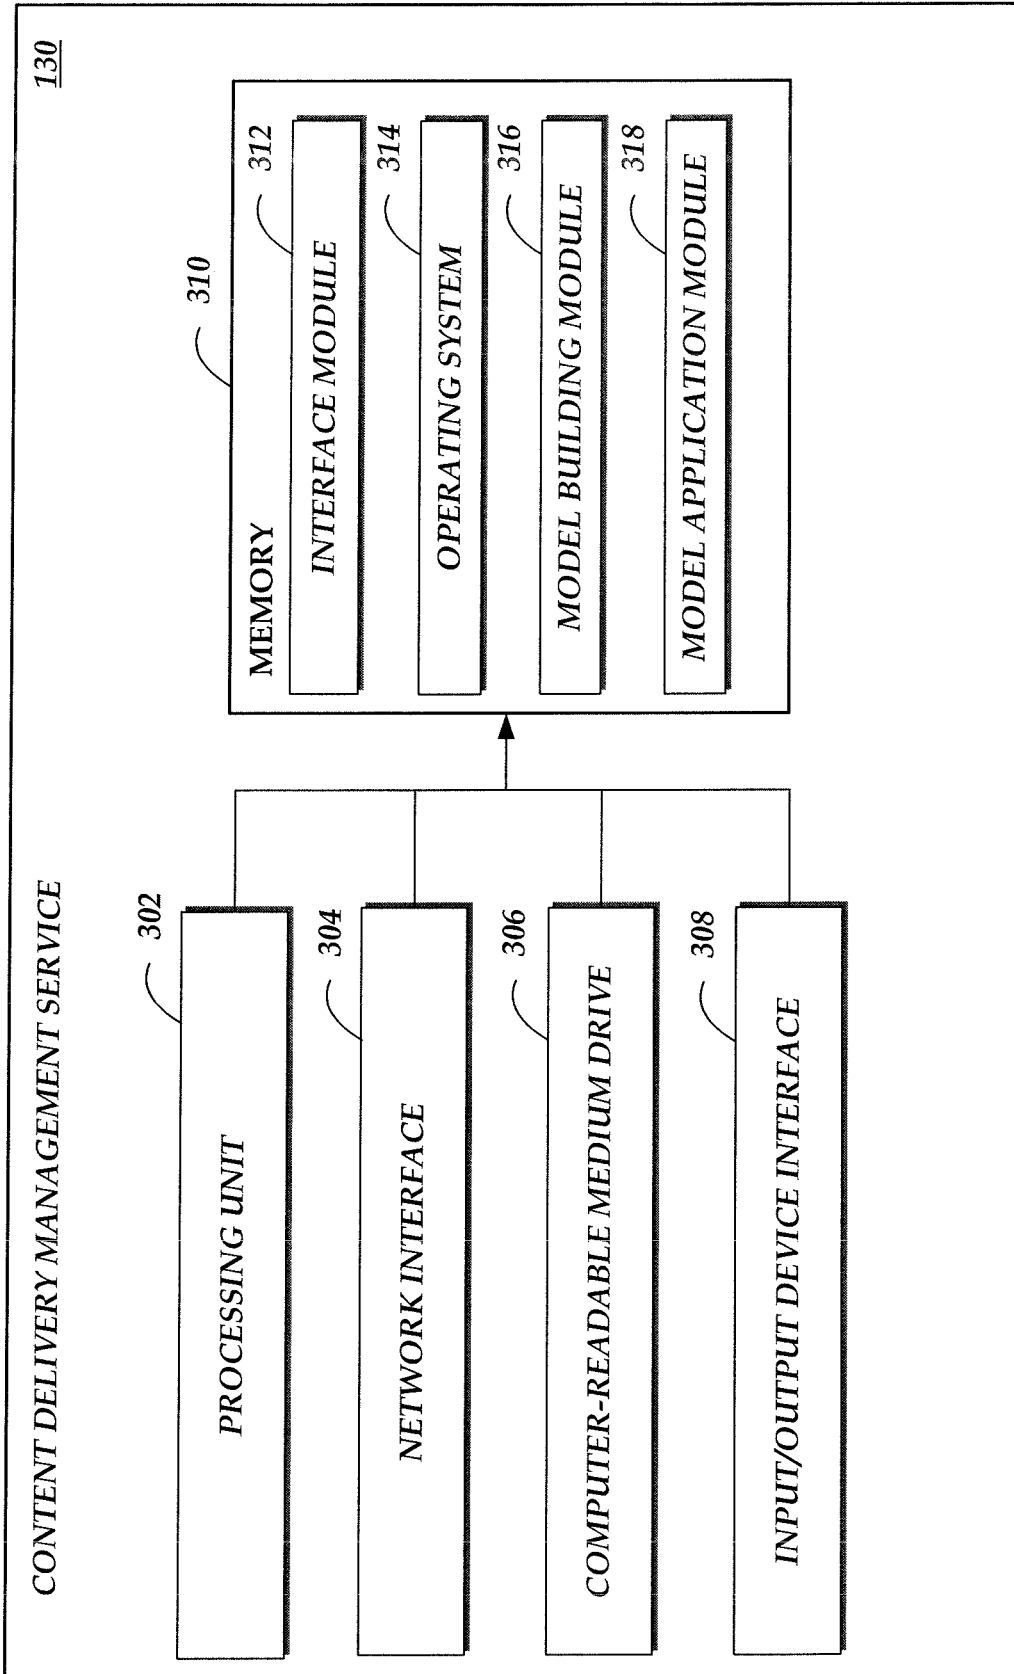 CONTENT DELIVERY MANAGEMENT SERVICE
130
302
PROCESSING UNIT
304
NETWORK INTERFACE
306
COMPUTER-READABLE MEDIUM DRIVE
308
INPUT/OUTPUT DEVICE INTERFACE
310
MEMORY
312
INTERFACE MODULE
314
OPERATING SYSTEM
316
MODEL BUILDING MODULE
318
MODEL APPLICATION MODULE